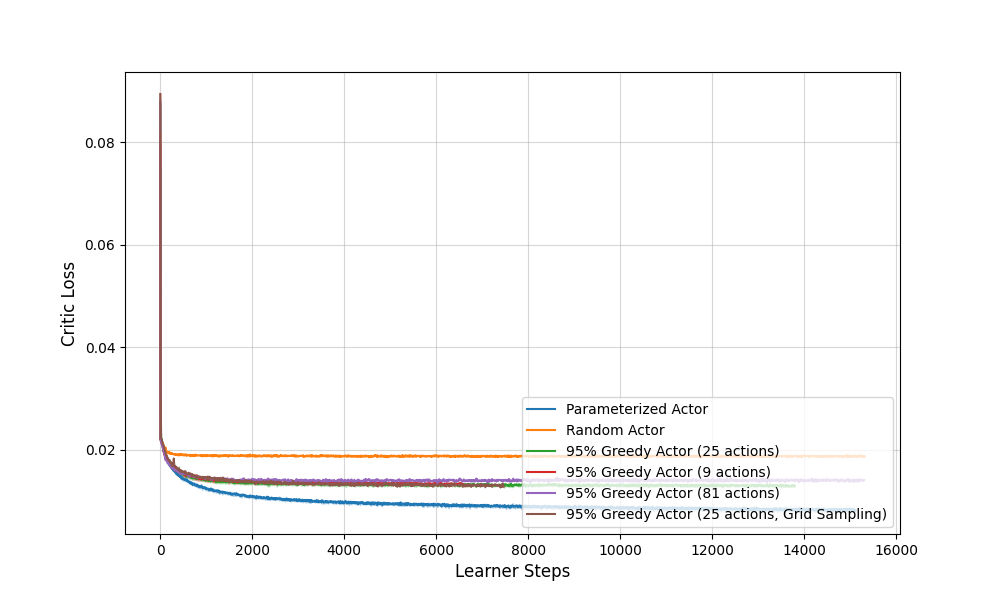 0.08
0.06
0.04
0.02
Critic Loss
Parameterized Actor
Random Actor
95% Greedy Actor (25 actions)
95% Greedy Actor (9 actions)
95% Greedy Actor (81 actions)
95% Greedy Actor (25 actions, Grid Sampling)
0 2000 4000 6000 8000 10000 12000 14000 16000
Learner Steps